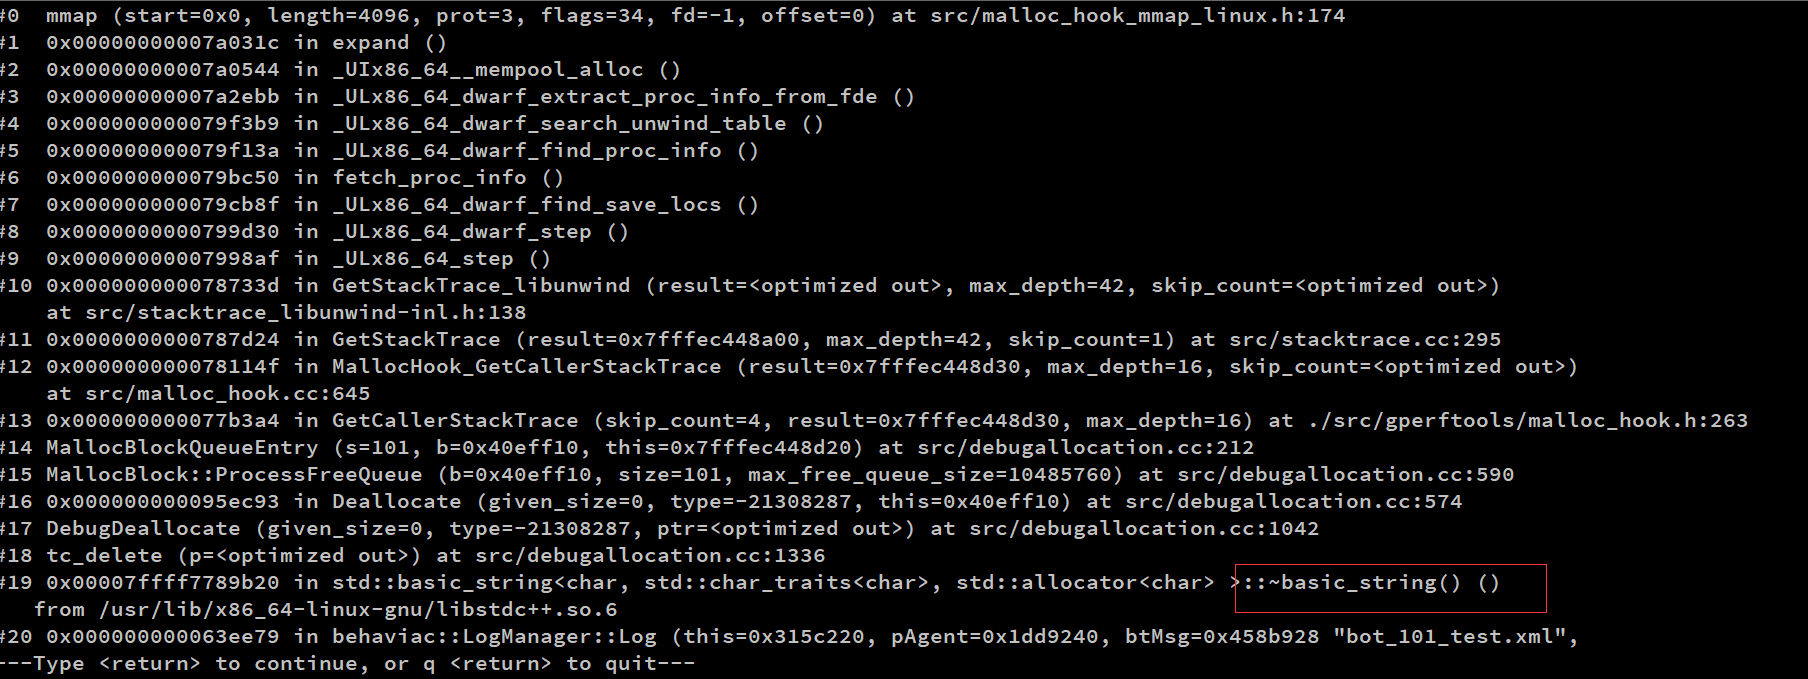 #0  mmap (start=0x0, length=4096, prot=3, flags=34, fd=-1, offset=0) at src/malloc_hook_mmap_linux.h:174
#1  0x00000000007a031c in expand ()
#2  0x00000000007a0544 in _UIx86_64__mempool_alloc ()
#3  0x00000000007a2ebb in _ULx86_64_dwarf_extract_proc_info_from_fde ()
#4  0x000000000079f3b9 in _ULx86_64_dwarf_search_unwind_table ()
#5  0x000000000079f13a in _ULx86_64_dwarf_find_proc_info ()
#6  0x000000000079bc50 in fetch_proc_info ()
#7  0x000000000079cb8f in _ULx86_64_dwarf_find_save_locs ()
#8  0x0000000000799d30 in _ULx86_64_dwarf_step ()
#9  0x00000000007998af in _ULx86_64_step ()
#10 0x000000000078733d in GetStackTrace_libunwind (result=<optimized out>, max_depth=42, skip_count=<optimized out>)
    at src/stacktrace_libunwind-inl.h:138
#11 0x0000000000787d24 in GetStackTrace (result=0x7fffec448a00, max_depth=42, skip_count=1) at src/stacktrace.cc:295
#12 0x000000000078114f in MallocHook_GetCallerStackTrace (result=0x7fffec448d30, max_depth=16, skip_count=<optimized out>)
    at src/malloc_hook.cc:645
#13 0x000000000077b3a4 in GetCallerStackTrace (skip_count=4, result=0x7fffec448d30, max_depth=16) at ./src/gperftools/malloc_hook.h:263
#14 MallocBlockQueueEntry (s=101, b=0x40eff10, this=0x7fffec448d20) at src/debugallocation.cc:212
#15 MallocBlock::ProcessFreeQueue (b=0x40eff10, size=101, max_free_queue_size=10485760) at src/debugallocation.cc:590
#16 0x000000000095ec93 in Deallocate (given_size=0, type=-21308287, this=0x40eff10) at src/debugallocation.cc:574
#17 DebugDeallocate (given_size=0, type=-21308287, ptr=<optimized out>) at src/debugallocation.cc:1042
#18 tc_delete (p=<optimized out>) at src/debugallocation.cc:1336
#19 0x00007ffff7789b20 in std::basic_string<char, std::char_traits<char>, std::allocator<char> >::~basic_string() ()
   from /usr/lib/x86_64-linux-gnu/libstdc++.so.6
#20 0x000000000063ee79 in behaviac::LogManager::Log (this=0x315c220, pAgent=0x1dd9240, btMsg=0x458b928 "bot_101_test.xml",
---Type <return> to continue, or q <return> to quit---